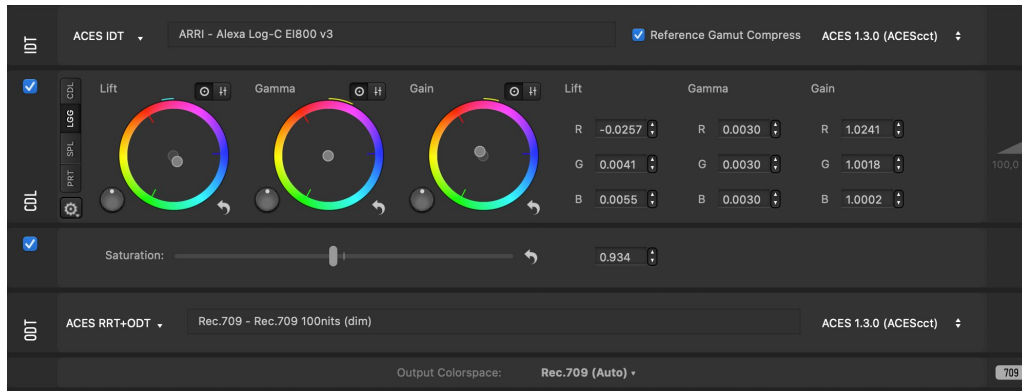 IDT
ACES IDT
ARRI - Alexa Log-C EI800 v3
Reference Gamut Compress
ACES 1.3.0 (ACEScct)
CDL
CDL
LGG
SPL
PRT
Lift
Gamma
Gain
Lift
Gamma
Gain
R -0.0257
R 0.0030
R 1.0241
G 0.0041
G 0.0030
G 1.0018
B 0.0055
B 0.0030
B 1.0002
100,0
Saturation:
0.934
ODT
ACES RRT+ODT
Rec.709 - Rec.709 100nits (dim)
ACES 1.3.0 (ACEScct)
Output Colorspace:
Rec.709 (Auto)
709